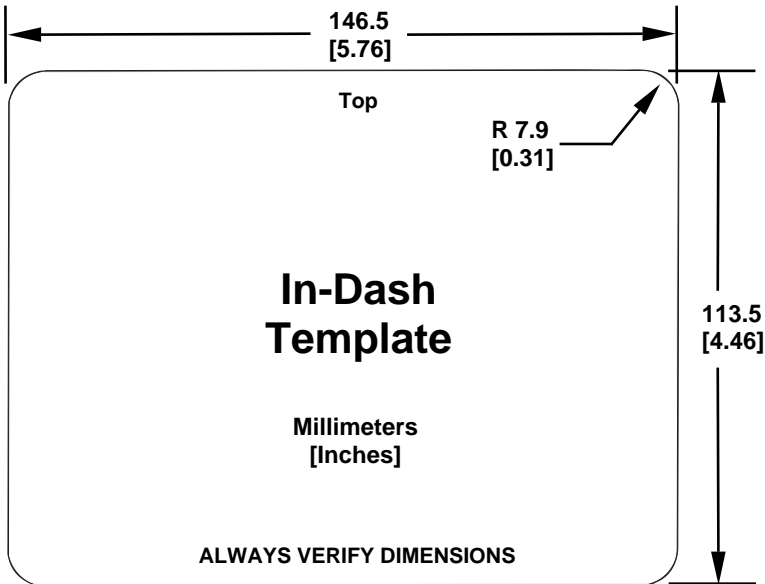 146.5
[5.76]
Top
R 7.9
[0.31]
In-Dash
Template
113.5
[4.46]
Millimeters
[Inches]
ALWAYS VERIFY DIMENSIONS